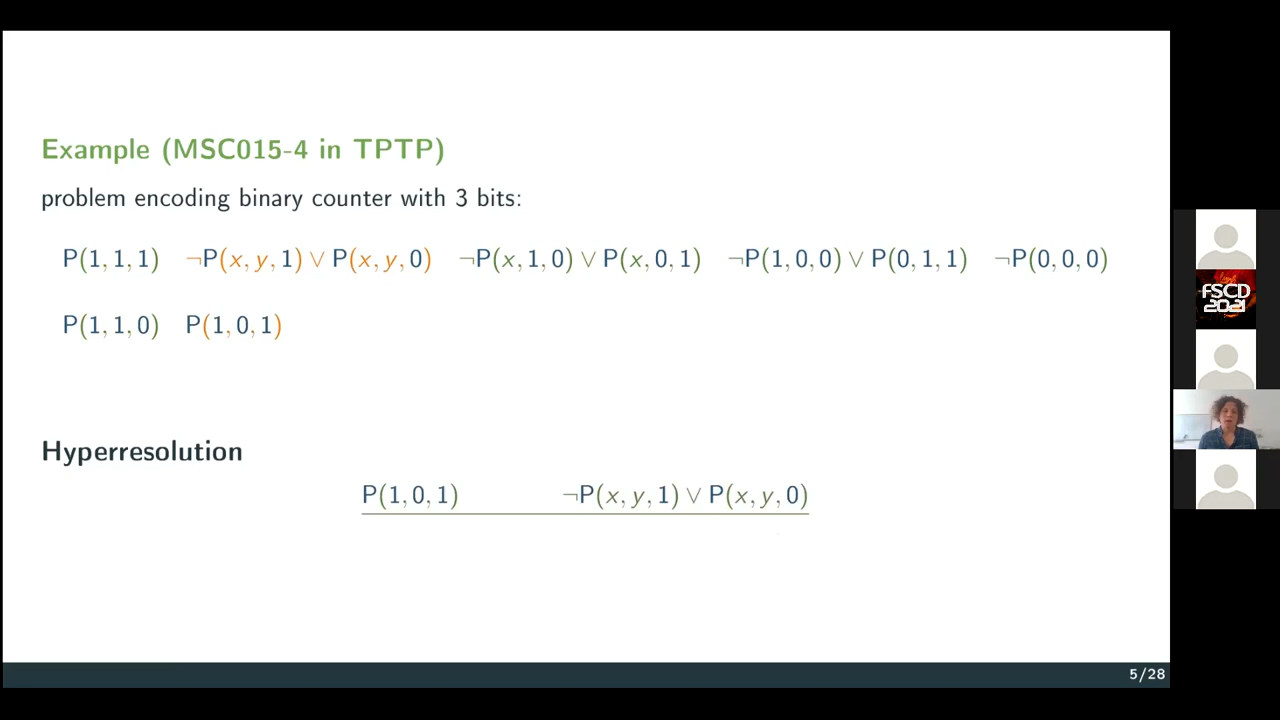 Example (MSC015-4 in TPTP)
problem encoding binary counter with 3 bits:
P(1, 1, 1) ¬P(x, y, 1) ∨ P(x, y, 0) ¬P(x, 1, 0) ∨ P(x, 0, 1) ¬P(1, 0, 0) ∨ P(0, 1, 1) ¬P(0, 0, 0)
P(1, 1, 0) P(1, 0, 1)
FSCD
2021
Hyperresolution
P(1, 0, 1) ¬P(x, y, 1) ∨ P(x, y, 0)
5/28